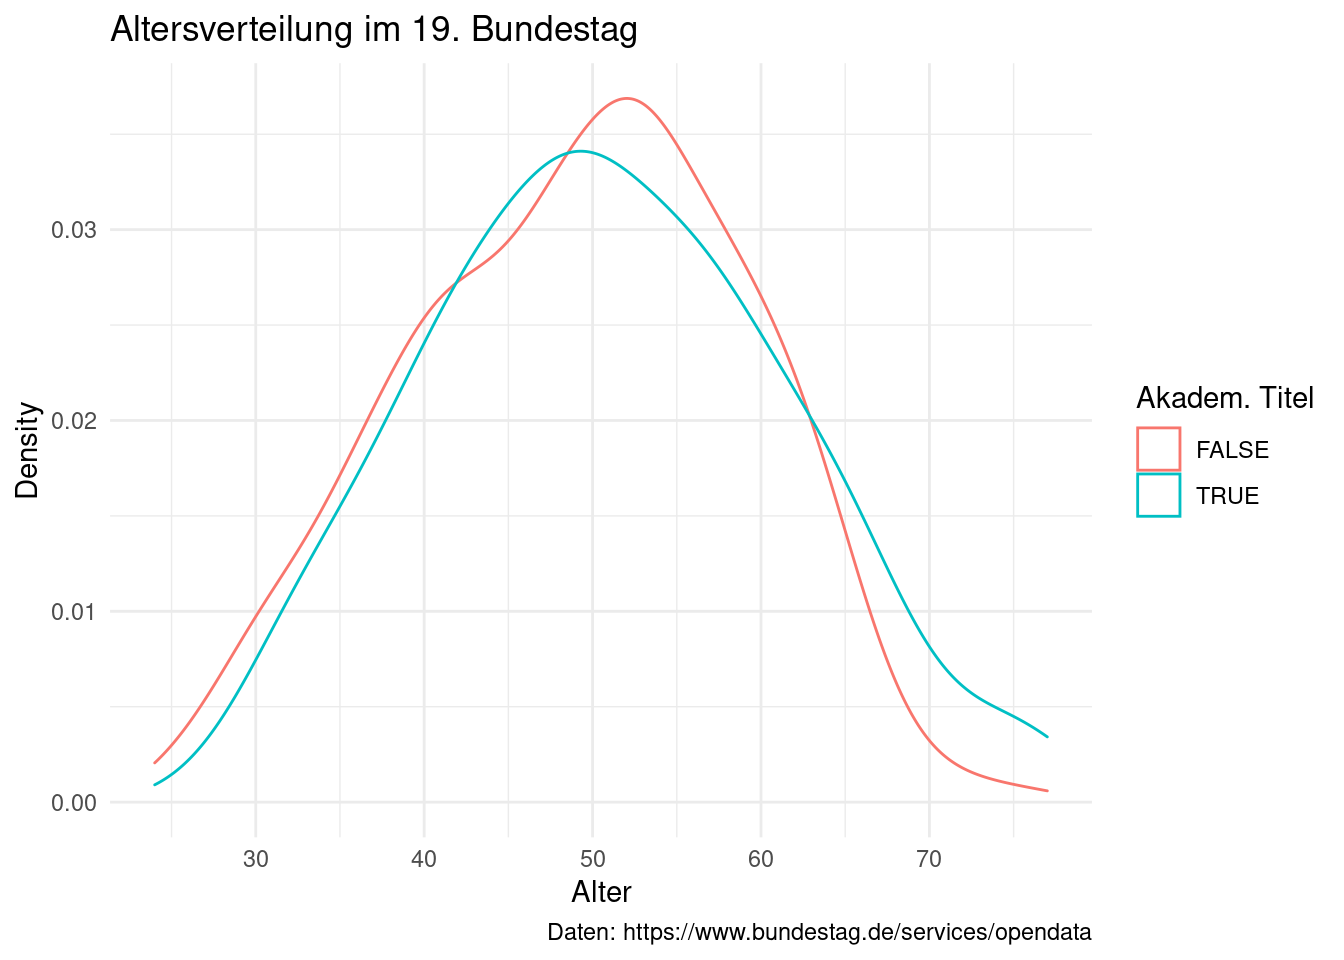 Altersverteilung im 19. Bundestag
Density
0.03
0.02
0.01
0.00
30 40 50 60 70
Alter
Akadem. Titel
FALSE
TRUE
Daten: https://www.bundestag.de/services/opendata